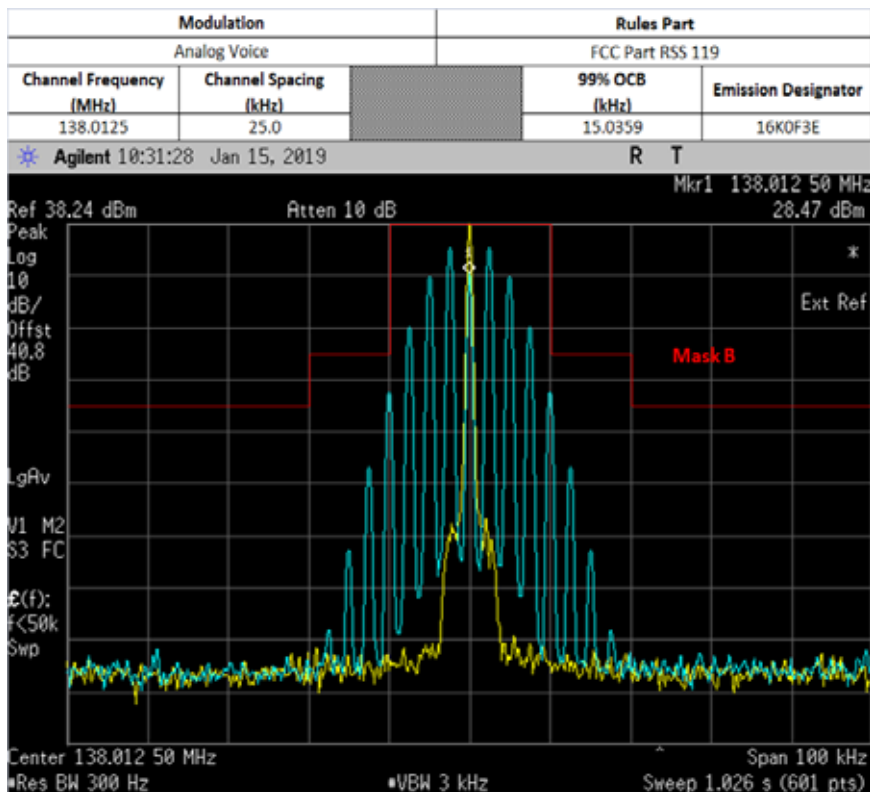 Modulation Rules Part
Analog Voice FCC Part RSS 119
Channel Frequency (MHz) Channel Spacing (kHz) 99% OCB (kHz) Emission Designator
138.0125 25.0 15.0359 16K0F3E
Agilent 10:31:28 Jan 15, 2019 R T
Mkr1 138.012 50 MHz
Ref 38.24 dBm Atten 10 dB 28.47 dBm
Peak
Log
10
dB/
Offst
40.8
dB
*
Ext Ref
Mask B
1
LgAv
V1 M2
S3 FC
£(f):
f<50k
Swp
Center 138.012 50 MHz ^ Span 100 kHz
*Res BW 300 Hz *VBW 3 kHz Sweep 1.026 s (601 pts)